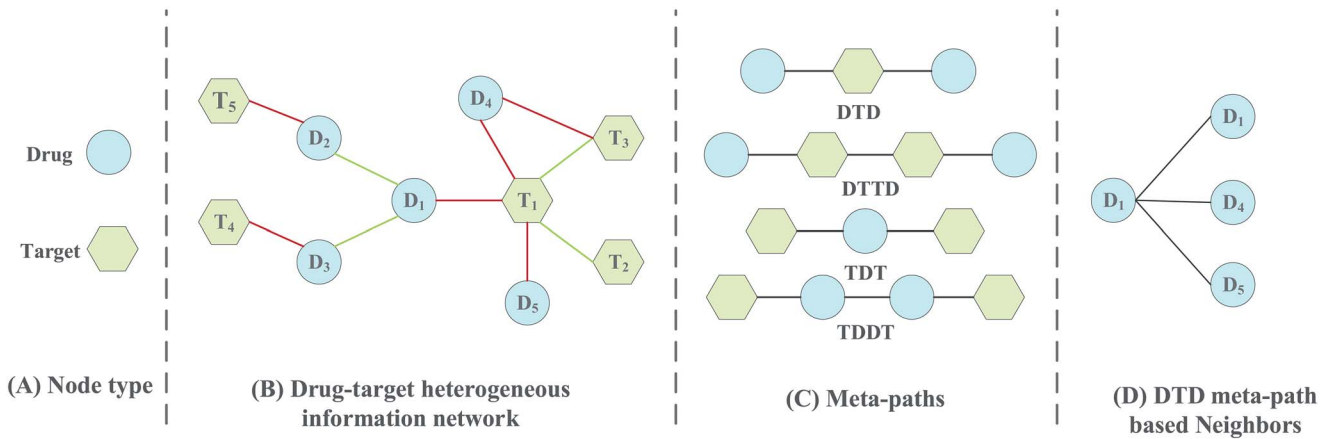 Drug
Target
(A) Node type
T5
D2
D4
T3
D1
T1
T4
D3
T2
D5
(B) Drug-target heterogeneous
information network
DTD
DTTD
TDT
TDDT
(C) Meta-paths
D1
D1
D4
D5
(D) DTD meta-path
based Neighbors